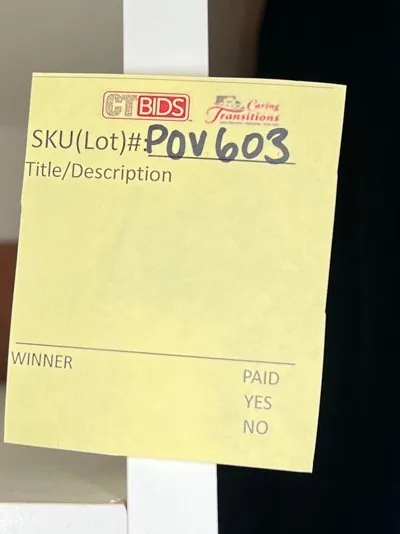 CTBIDS Caring Transitions
SKU(Lot)#: POV603
Title/Description
WINNER
PAID
YES
NO